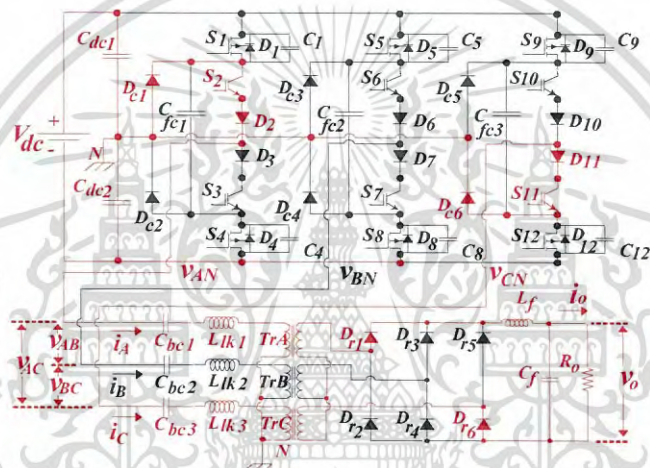 S1 D1 C1 S5 D5 C5 S9 D9 C9
Cdc1
Dc1 S2 Dc3 S6 Dc5 S10
Cfc1 D2 Cfc2 D6 Cfc3 D10
Vdc + -
N D3 D7 D11
Cdc2
Dc2 S3 Dc4 S7 Dc6 S11
S4 D4 C4 S8 D8 C8 S12 D12 C12
vAN vBN vCN
Lf io
vAB iA Cbc1 Llk1 TrA Dr1 Dr3 Dr5
vAC vBC iB Cbc2 Llk2 TrB Cf Ro vo
iC Cbc3 Llk3 TrC Dr2 Dr4 Dr6
N